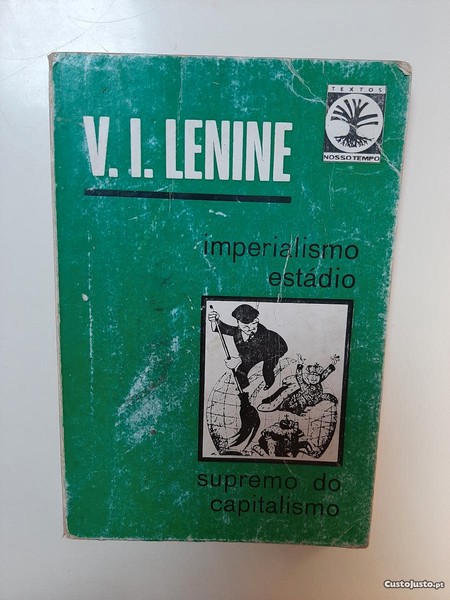 TEXTOS
NOSSO TEMPO
V. I. LENINE
imperialismo
estádio
supremo do
capitalismo
CustoJusto.pt